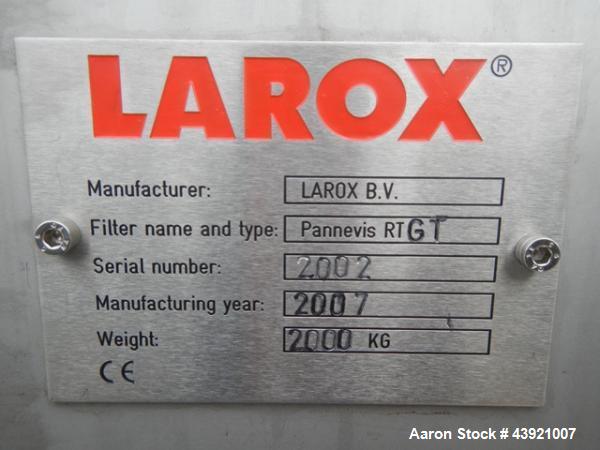 LAROX®
Manufacturer: LAROX B.V.
Filter name and type: Pannevis RT GT
Serial number: 2002
Manufacturing year: 2007
Weight: 2000 KG
CE
Aaron Stock # 43921007